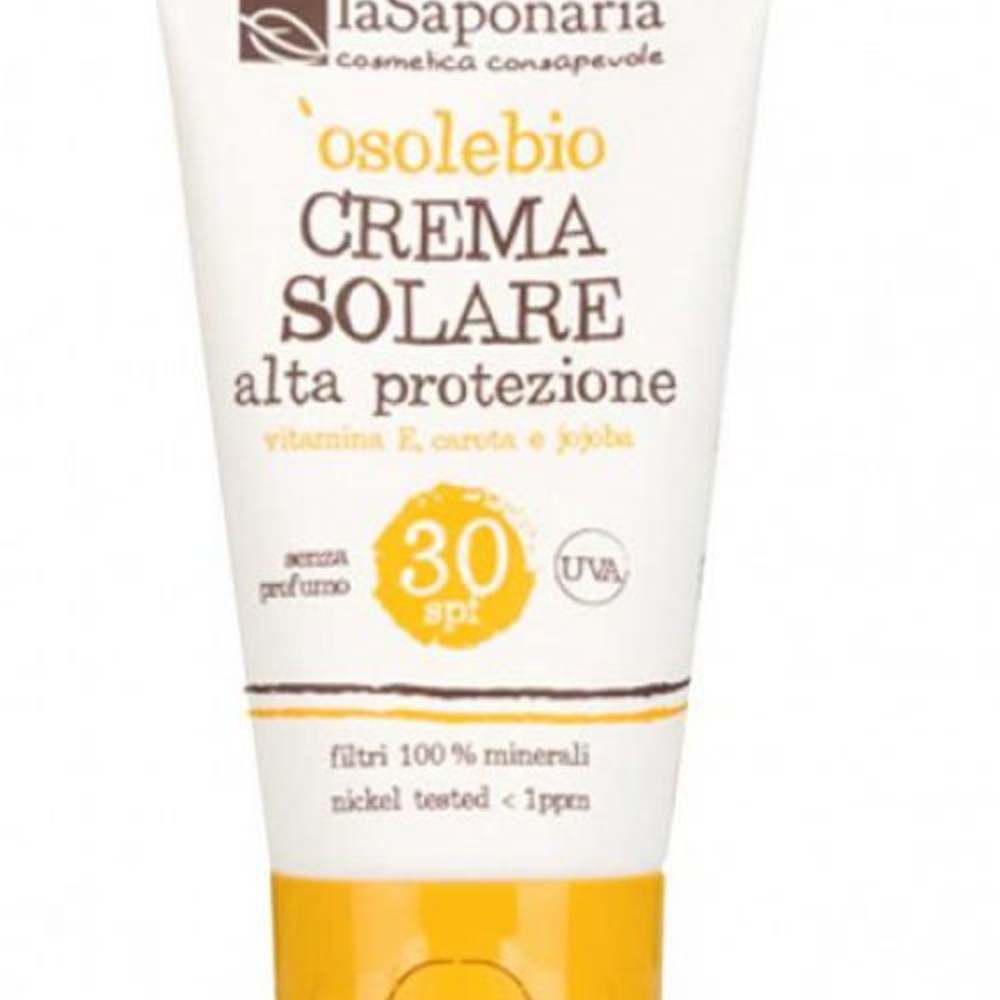 laSaponaria
cosmetica consapevole
'osolebio
CREMA
SOLARE
alta protezione
vitamina E, carota e jojoba
senza
profumo
30
spf
UVA
filtri 100% minerali
nickel tested < 1ppm